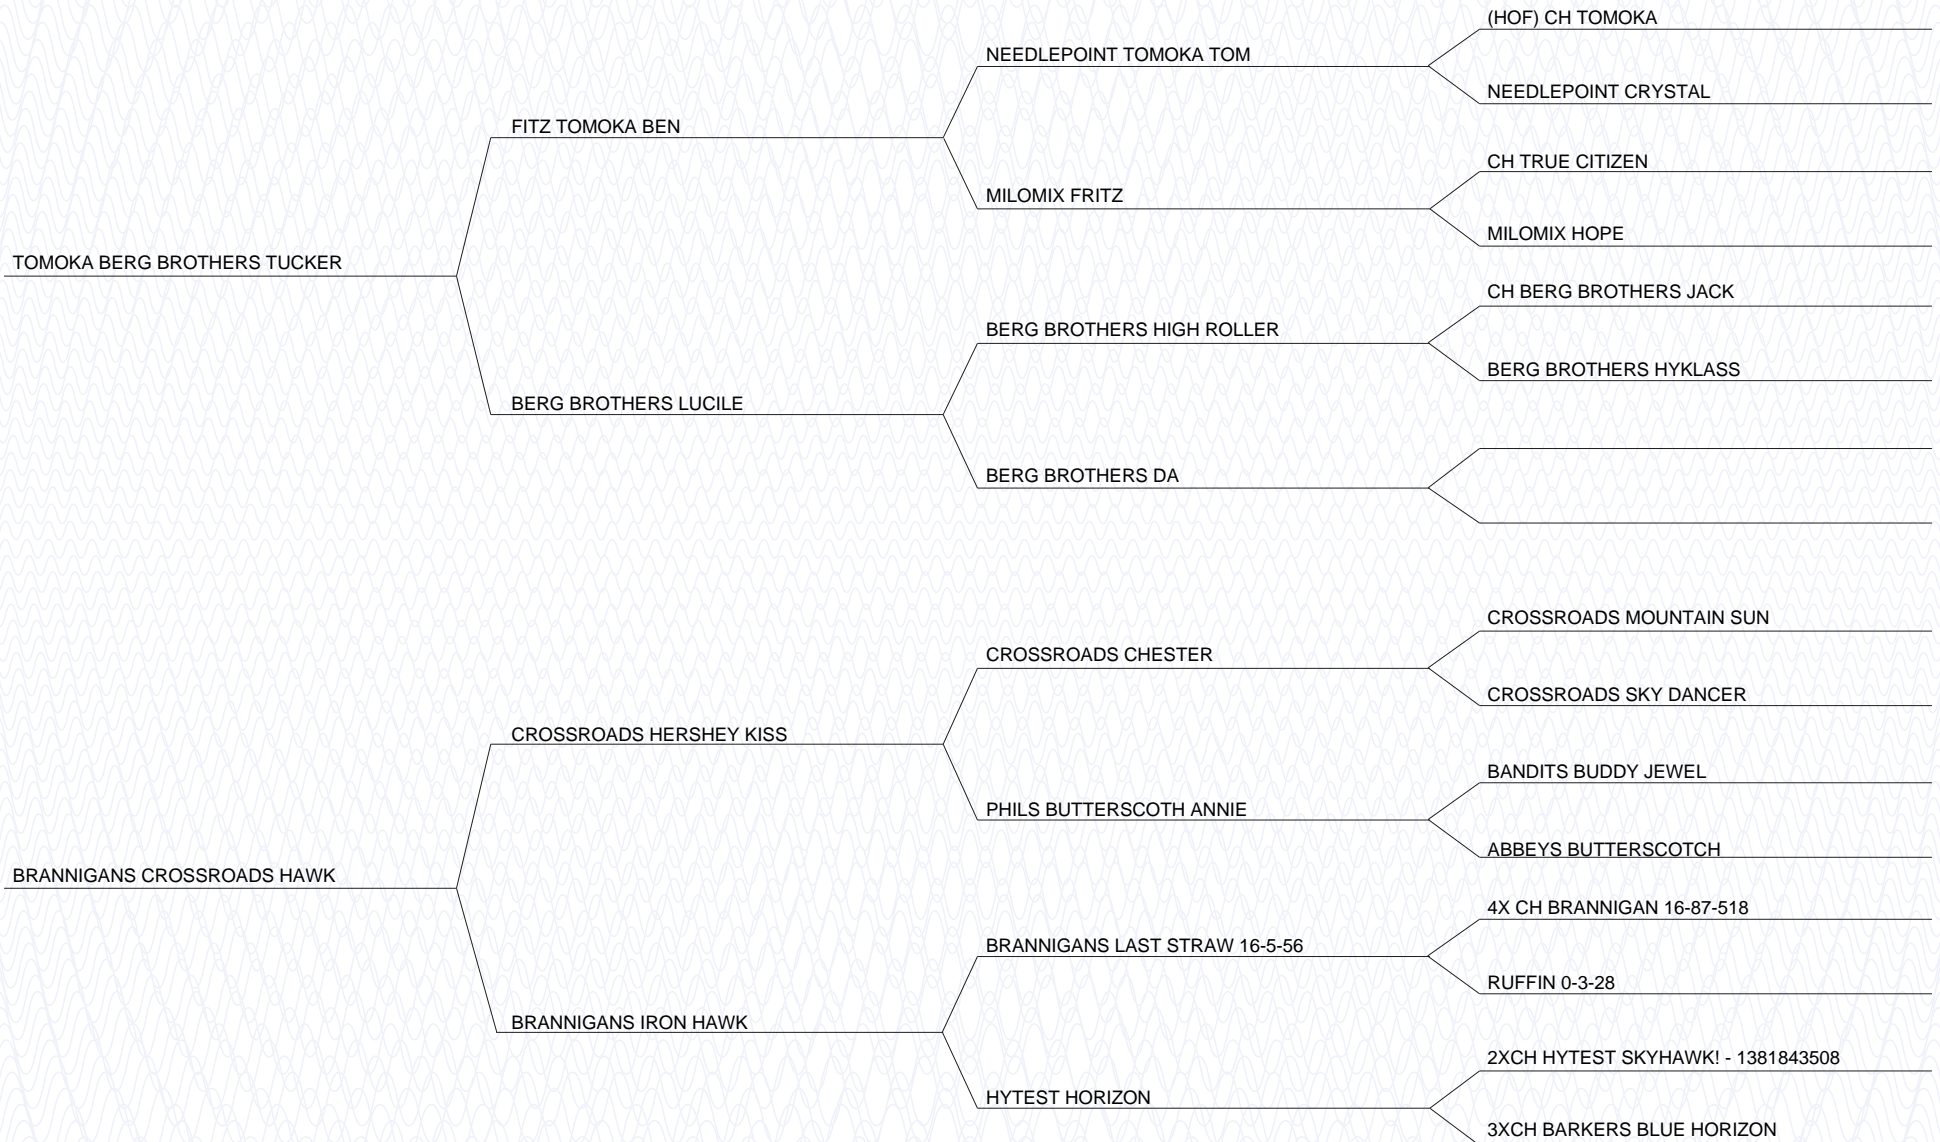 (HOF) CH TOMOKA
NEEDLEPOINT TOMOKA TOM
NEEDLEPOINT CRYSTAL
FITZ TOMOKA BEN
CH TRUE CITIZEN
MILOMIX FRITZ
MILOMIX HOPE
TOMOKA BERG BROTHERS TUCKER
CH BERG BROTHERS JACK
BERG BROTHERS HIGH ROLLER
BERG BROTHERS HYKLASS
BERG BROTHERS LUCILE
BERG BROTHERS DA
CROSSROADS MOUNTAIN SUN
CROSSROADS CHESTER
CROSSROADS SKY DANCER
CROSSROADS HERSHEY KISS
BANDITS BUDDY JEWEL
PHILS BUTTERSCOTH ANNIE
ABBEYS BUTTERSCOTCH
BRANNIGANS CROSSROADS HAWK
4X CH BRANNIGAN 16-87-518
BRANNIGANS LAST STRAW 16-5-56
RUFFIN 0-3-28
BRANNIGANS IRON HAWK
2XCH HYTEST SKYHAWK! - 1381843508
HYTEST HORIZON
3XCH BARKERS BLUE HORIZON